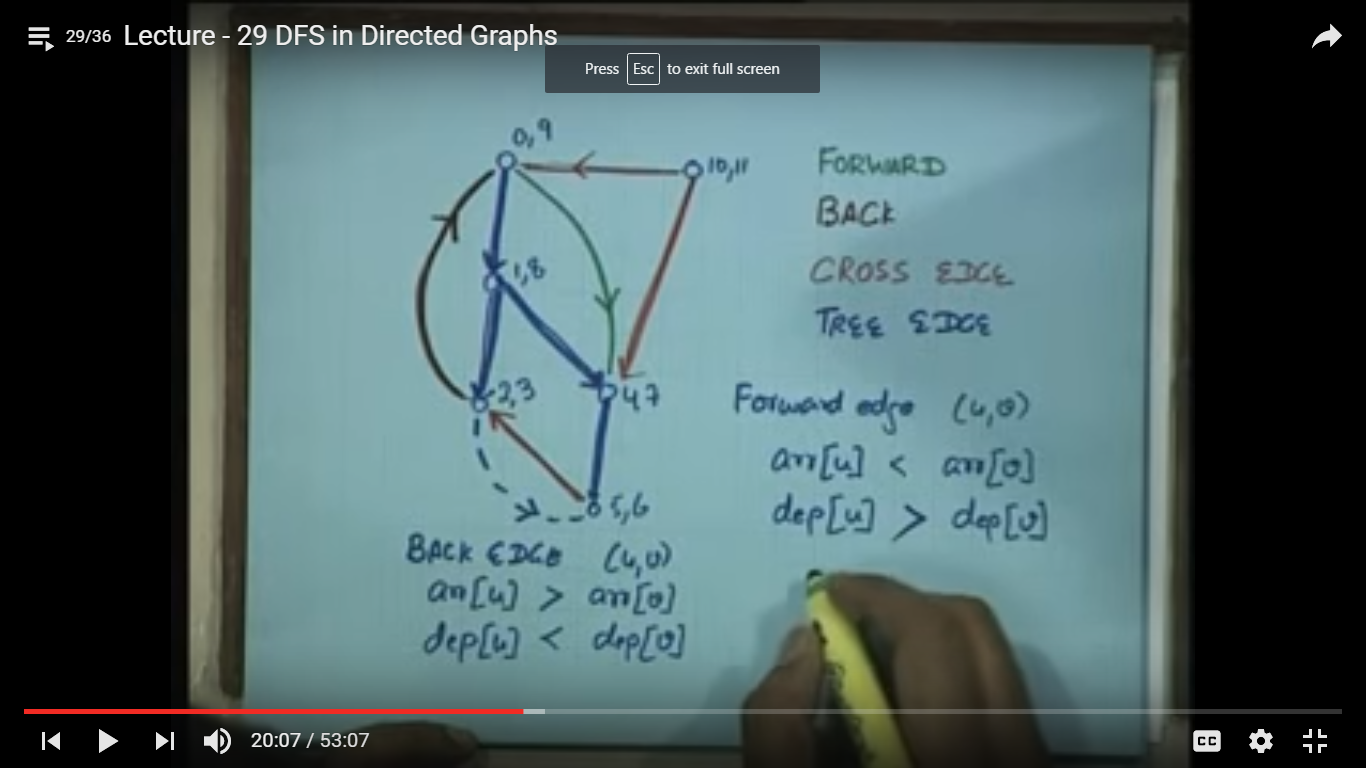 29/36 Lecture - 29 DFS in Directed Graphs
Press Esc to exit full screen
0,9
10,11
FORWARD
BACK
1,8
CROSS EDGE
TREE EDGE
2,3
4,7
Forward edge (u,v)
arr[u] < arr[v]
5,6
dep[u] > dep[v]
BACK EDGE (u,v)
arr[u] > arr[v]
dep[u] < dep[v]
20:07 / 53:07
CC